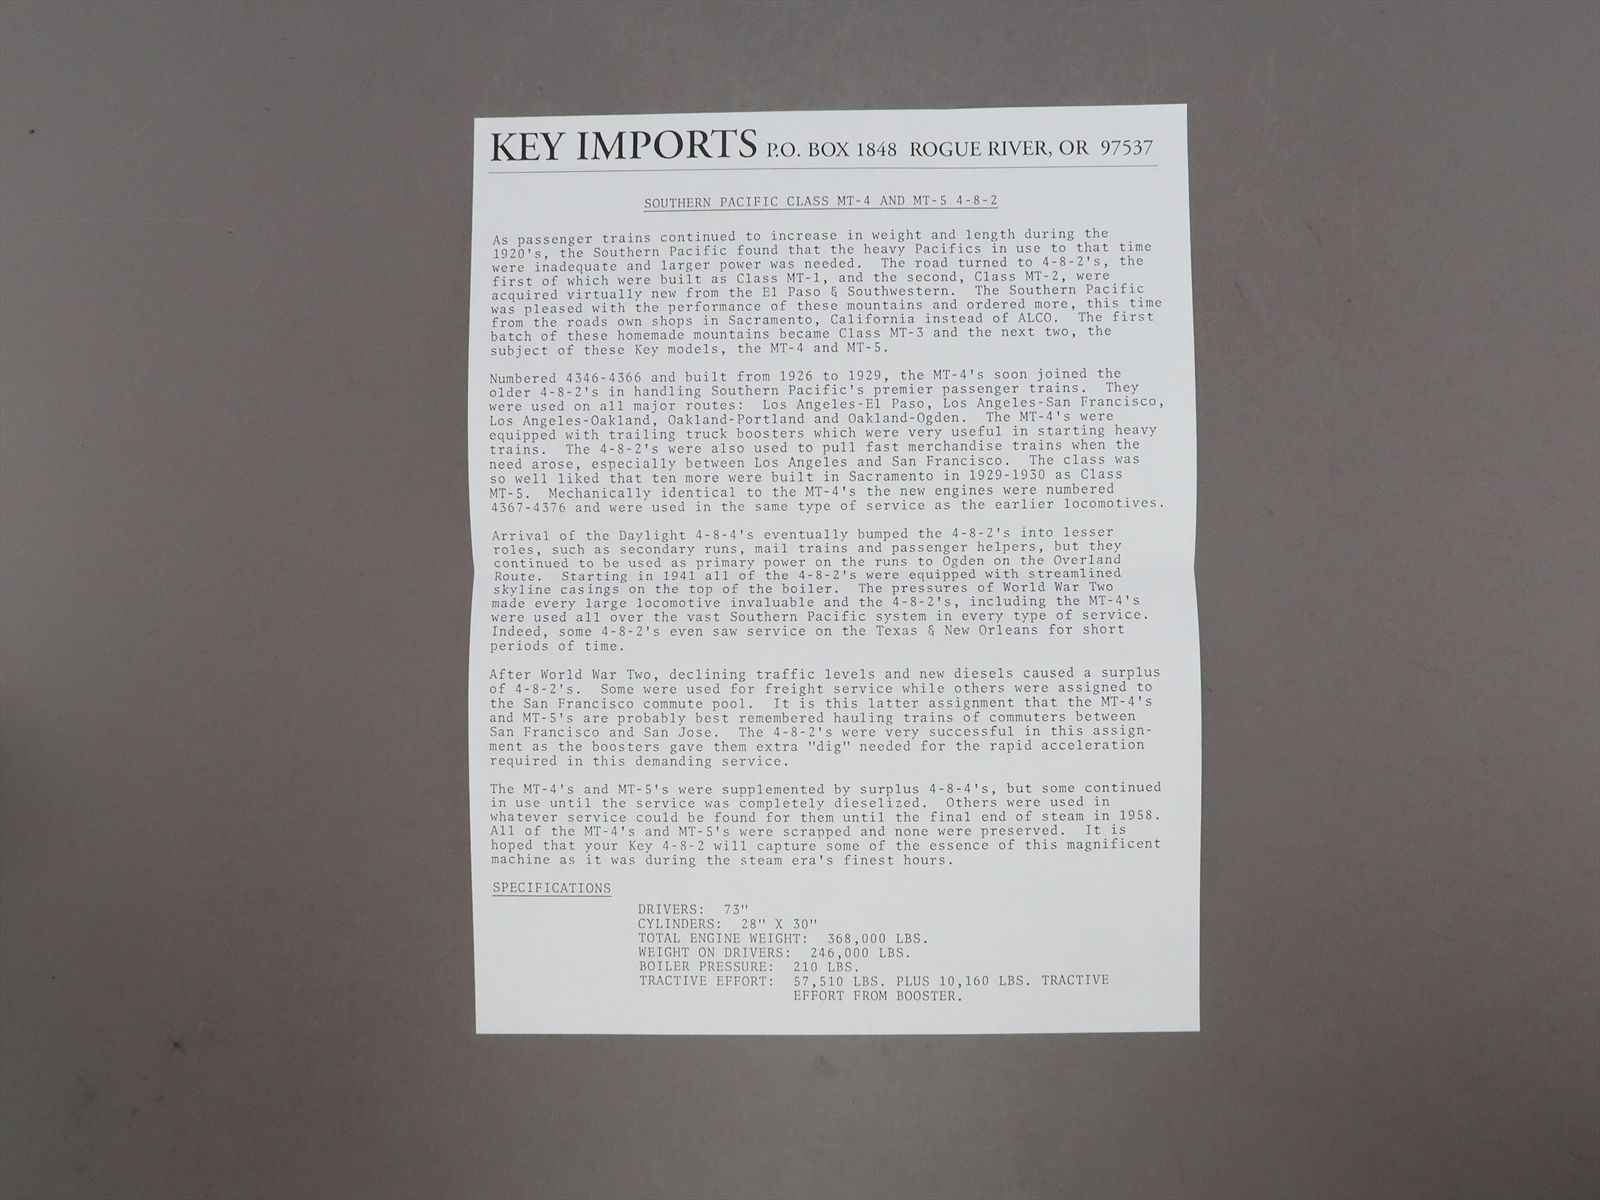 KEY IMPORTS P.O. BOX 1848 ROGUE RIVER, OR 97537
SOUTHERN PACIFIC CLASS MT-4 AND MT-5 4-8-2
As passenger trains continued to increase in weight and length during the
1920's, the Southern Pacific found that the heavy Pacifics in use to that time
were inadequate and larger power was needed. The road turned to 4-8-2's, the
first of which were built as Class MT-1, and the second, Class MT-2, were
acquired virtually new from the El Paso & Southwestern. The Southern Pacific
was pleased with the performance of these mountains and ordered more, this time
from the roads own shops in Sacramento, California instead of ALCO. The first
batch of these homemade mountains became Class MT-3 and the next two, the
subject of these Key models, the MT-4 and MT-5.
Numbered 4346-4366 and built from 1926 to 1929, the MT-4's soon joined the
older 4-8-2's in handling Southern Pacific's premier passenger trains. They
were used on all major routes: Los Angeles-El Paso, Los Angeles-San Francisco,
Los Angeles-Oakland, Oakland-Portland and Oakland-Ogden. The MT-4's were
equipped with trailing truck boosters which were very useful in starting heavy
trains. The 4-8-2's were also used to pull fast merchandise trains when the
need arose, especially between Los Angeles and San Francisco. The class was
so well liked that ten more were built in Sacramento in 1929-1930 as Class
MT-5. Mechanically identical to the MT-4's the new engines were numbered
4367-4376 and were used in the same type of service as the earlier locomotives.
Arrival of the Daylight 4-8-4's eventually bumped the 4-8-2's into lesser
roles, such as secondary runs, mail trains and passenger helpers, but they
continued to be used as primary power on the runs to Ogden on the Overland
Route. Starting in 1941 all of the 4-8-2's were equipped with streamlined
skyline casings on the top of the boiler. The pressures of World War Two
made every large locomotive invaluable and the 4-8-2's, including the MT-4's
were used all over the vast Southern Pacific system in every type of service.
Indeed, some 4-8-2's even saw service on the Texas & New Orleans for short
periods of time.
After World War Two, declining traffic levels and new diesels caused a surplus
of 4-8-2's. Some were used for freight service while others were assigned to
the San Francisco commute pool. It is this latter assignment that the MT-4's
and MT-5's are probably best remembered hauling trains of commuters between
San Francisco and San Jose. The 4-8-2's were very successful in this assign-
ment as the boosters gave them extra "dig" needed for the rapid acceleration
required in this demanding service.
The MT-4's and MT-5's were supplemented by surplus 4-8-4's, but some continued
in use until the service was completely dieselized. Others were used in
whatever service could be found for them until the final end of steam in 1958.
All of the MT-4's and MT-5's were scrapped and none were preserved. It is
hoped that your Key 4-8-2 will capture some of the essence of this magnificent
machine as it was during the steam era's finest hours.
SPECIFICATIONS
DRIVERS: 73"
CYLINDERS: 28" X 30"
TOTAL ENGINE WEIGHT: 368,000 LBS.
WEIGHT ON DRIVERS: 246,000 LBS.
BOILER PRESSURE: 210 LBS.
TRACTIVE EFFORT: 57,510 LBS. PLUS 10,160 LBS. TRACTIVE
EFFORT FROM BOOSTER.